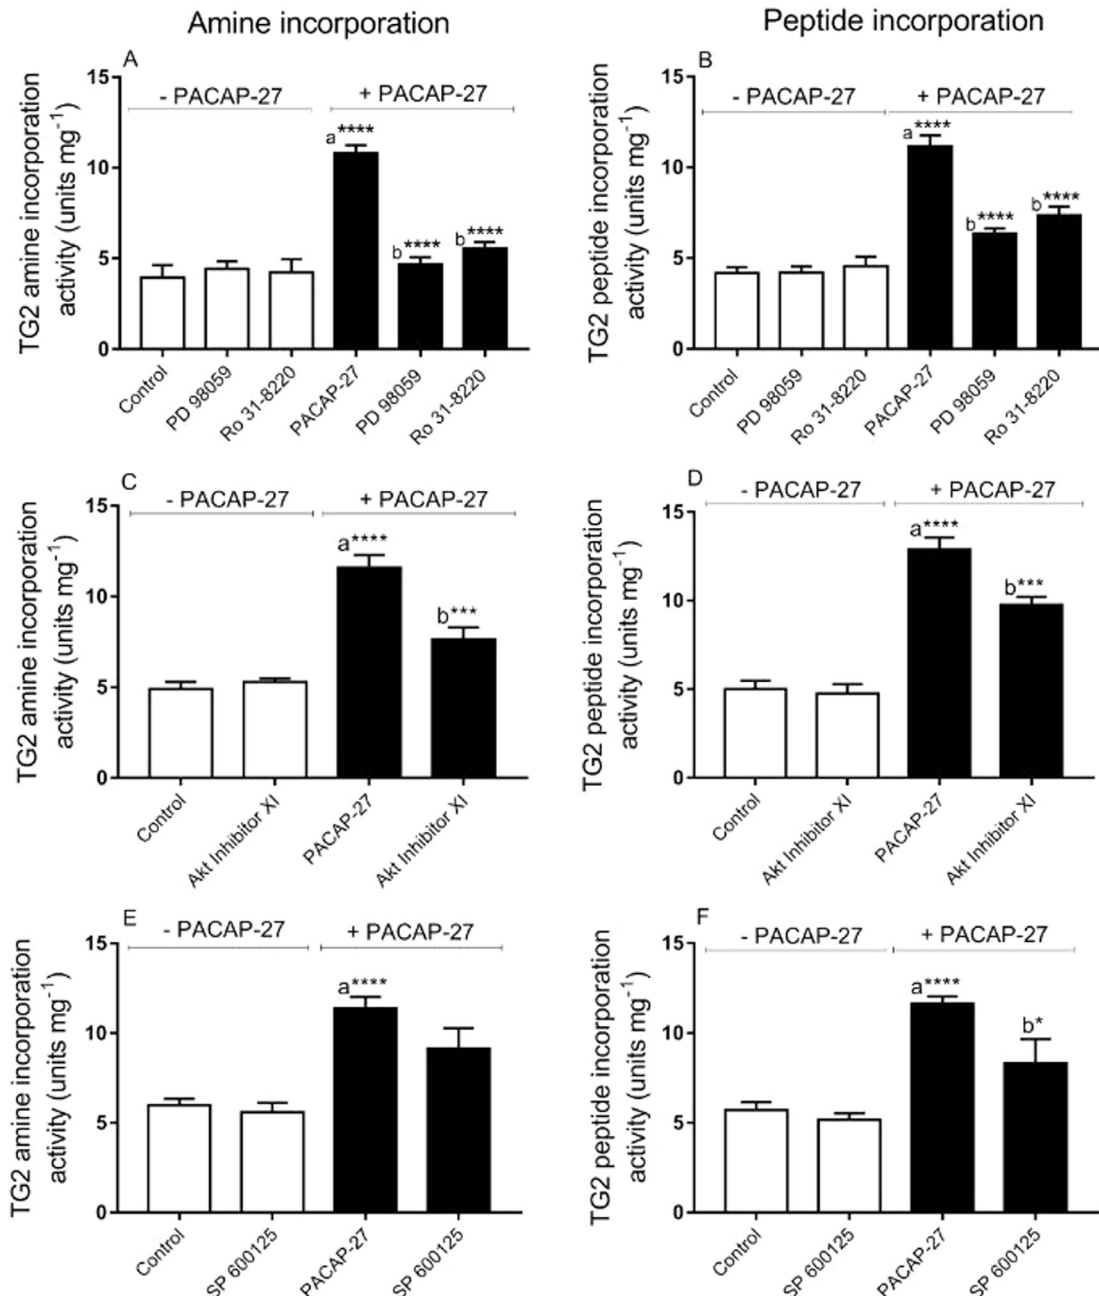 Amine incorporation
Peptide incorporation
A
- PACAP-27
+ PACAP-27
TG2 amine incorporation
activity (units mg⁻¹)
15
10
5
0
a****
b****
b****
Control
PD 98059
Ro 31-8220
PACAP-27
PD 98059
Ro 31-8220
B
- PACAP-27
+ PACAP-27
TG2 peptide incorporation
activity (units mg⁻¹)
15
10
5
0
a****
b****
b****
Control
PD 98059
Ro 31-8220
PACAP-27
PD 98059
Ro 31-8220
C
- PACAP-27
+ PACAP-27
TG2 amine incorporation
activity (units mg⁻¹)
15
10
5
0
a****
b***
Control
Akt Inhibitor XI
PACAP-27
Akt Inhibitor XI
D
- PACAP-27
+ PACAP-27
TG2 peptide incorporation
activity (units mg⁻¹)
15
10
5
0
a****
b***
Control
Akt Inhibitor XI
PACAP-27
Akt Inhibitor XI
E
- PACAP-27
+ PACAP-27
TG2 amine incorporation
activity (units mg⁻¹)
15
10
5
0
a****
Control
SP 600125
PACAP-27
SP 600125
F
- PACAP-27
+ PACAP-27
TG2 peptide incorporation
activity (units mg⁻¹)
15
10
5
0
a****
b*
Control
SP 600125
PACAP-27
SP 600125